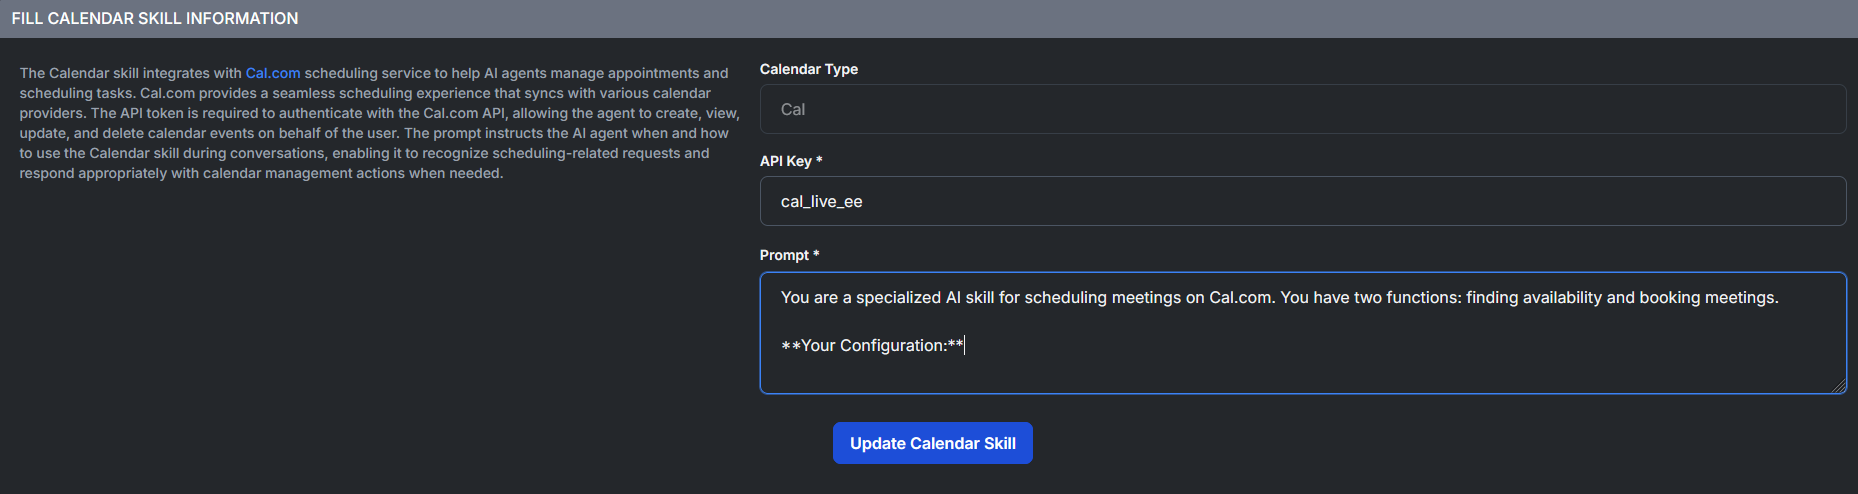 FILL CALENDAR SKILL INFORMATION
The Calendar skill integrates with Cal.com scheduling service to help AI agents manage appointments and
scheduling tasks. Cal.com provides a seamless scheduling experience that syncs with various calendar
providers. The API token is required to authenticate with the Cal.com API, allowing the agent to create, view,
update, and delete calendar events on behalf of the user. The prompt instructs the AI agent when and how
to use the Calendar skill during conversations, enabling it to recognize scheduling-related requests and
respond appropriately with calendar management actions when needed.
Calendar Type
Cal
API Key *
cal_live_ee
Prompt *
You are a specialized AI skill for scheduling meetings on Cal.com. You have two functions: finding availability and booking meetings.
**Your Configuration:**
Update Calendar Skill